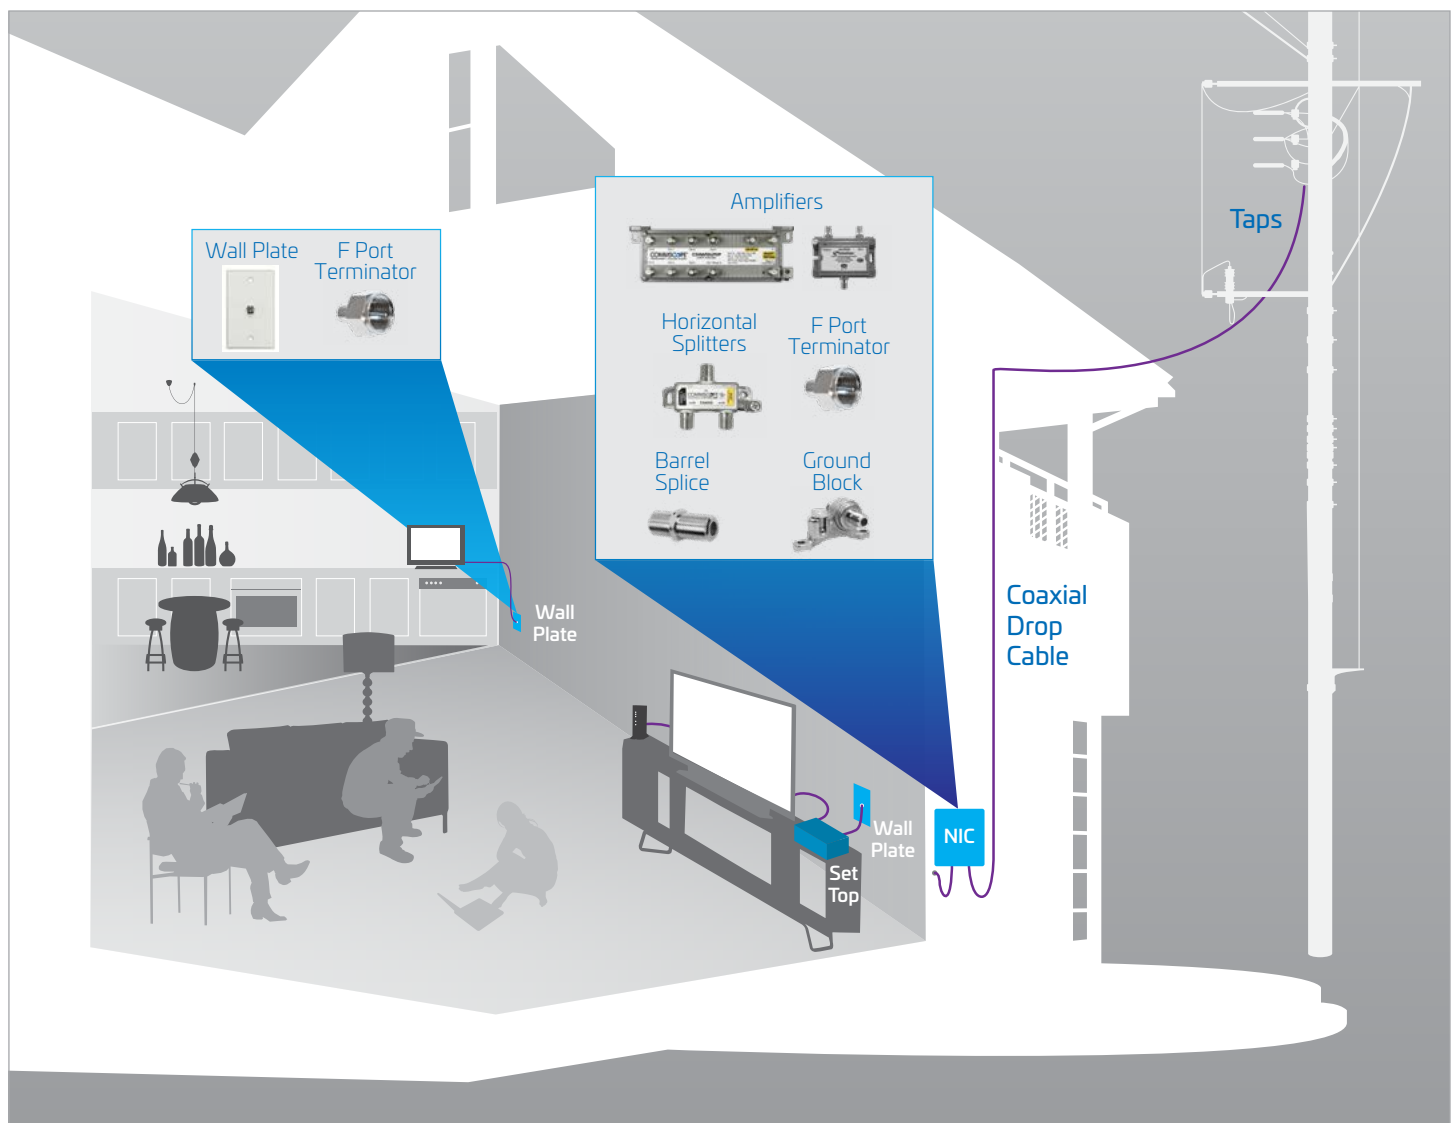 Amplifiers
Taps
Wall Plate
F Port
Terminator
COMMSCOPE
Horizontal
Splitters
F Port
Terminator
Barrel
Splice
Ground
Block
Coaxial
Drop
Cable
Wall
Plate
Wall
Plate
NIC
Set
Top